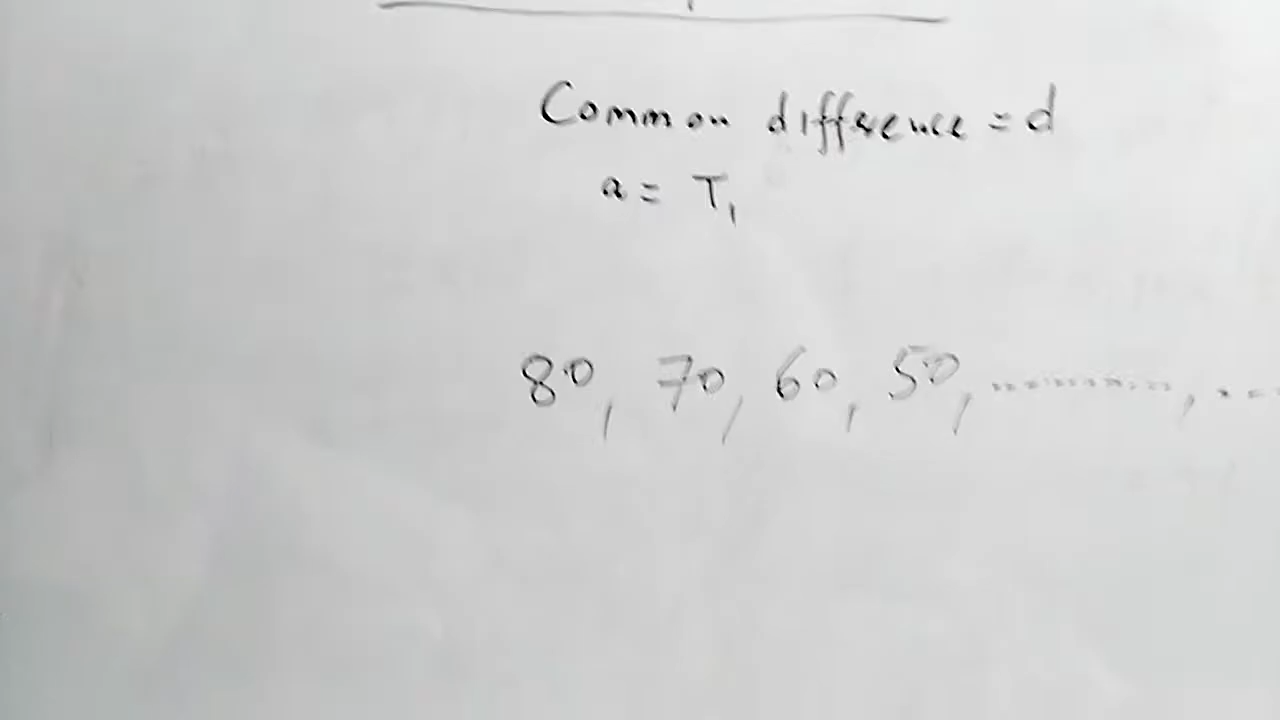 Common difference = d
a = T₁
80, 70, 60, 50, .............., ...